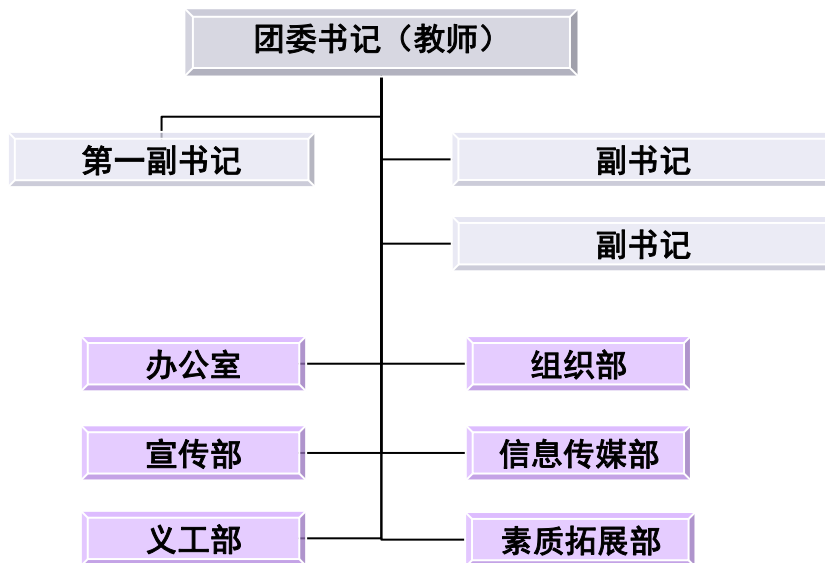 团委书记（教师）
第一副书记
副书记
副书记
办公室
组织部
宣传部
信息传媒部
义工部
素质拓展部